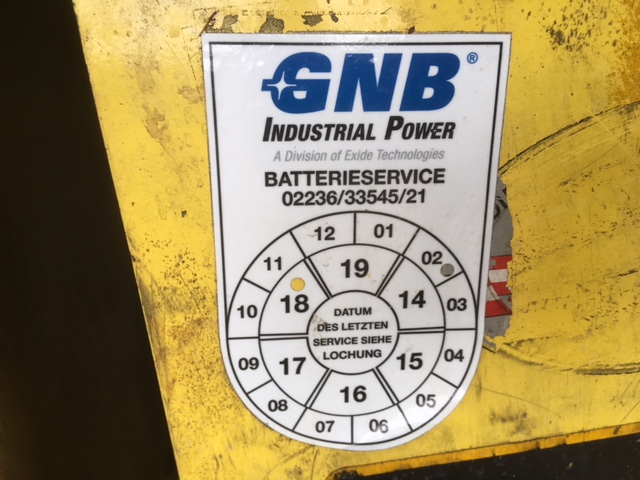 GNB®
INDUSTRIAL POWER
A Division of Exide Technologies
BATTERIESERVICE
02236/33545/21
12 01
11 02
10 03
09 04
08 05
07 06
19
18 14
17 15
16
DATUM
DES LETZTEN
SERVICE SIEHE
LOCHUNG